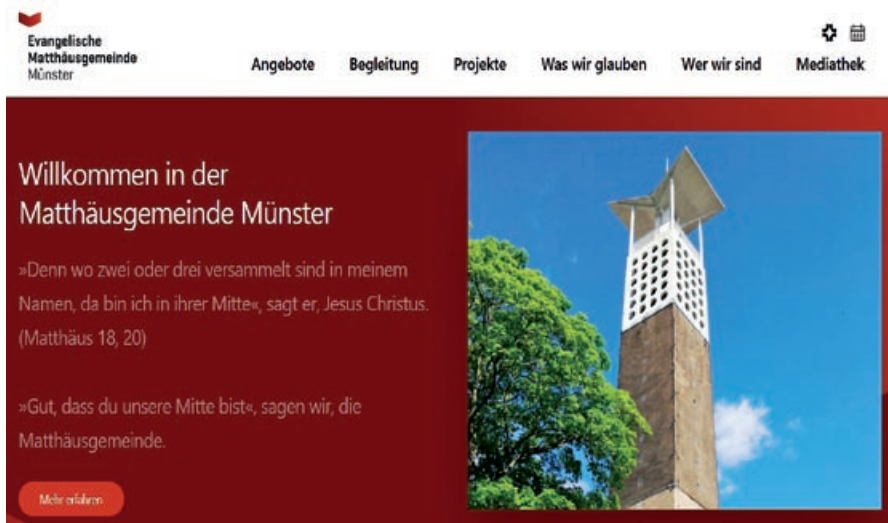 Evangelische
Matthäusgemeinde
Münster
Angebote Begleitung Projekte Was wir glauben Wer wir sind Mediathek
Willkommen in der
Matthäusgemeinde Münster
»Denn wo zwei oder drei versammelt sind in meinem
Namen, da bin ich in ihrer Mitte«, sagt er, Jesus Christus.
(Matthäus 18, 20)
»Gut, dass du unsere Mitte bist«, sagen wir, die
Matthäusgemeinde.
Mehr erfahren